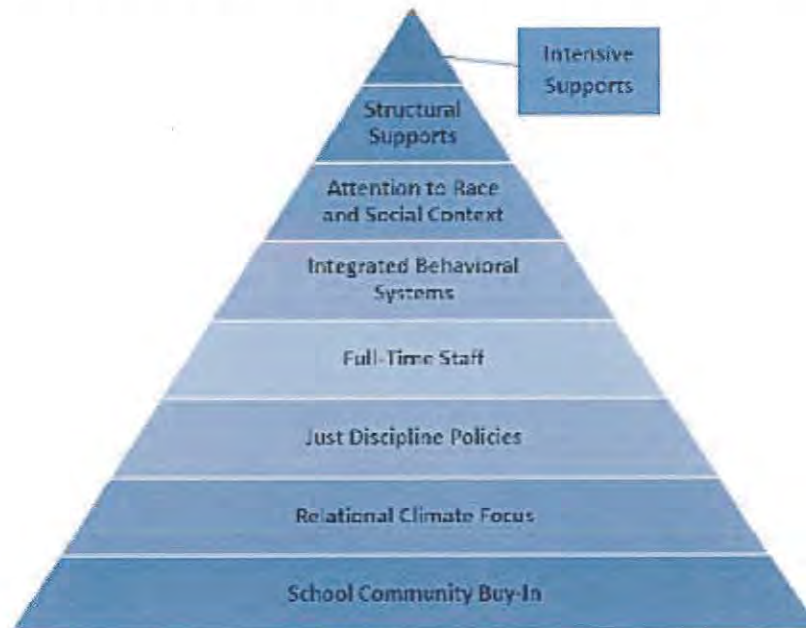 Intensive
Supports
Structural
Supports
Attention to Race
and Social Context
Integrated Behavioral
Systems
Full-Time Staff
Just Discipline Policies
Relational Climate Focus
School Community Buy-In